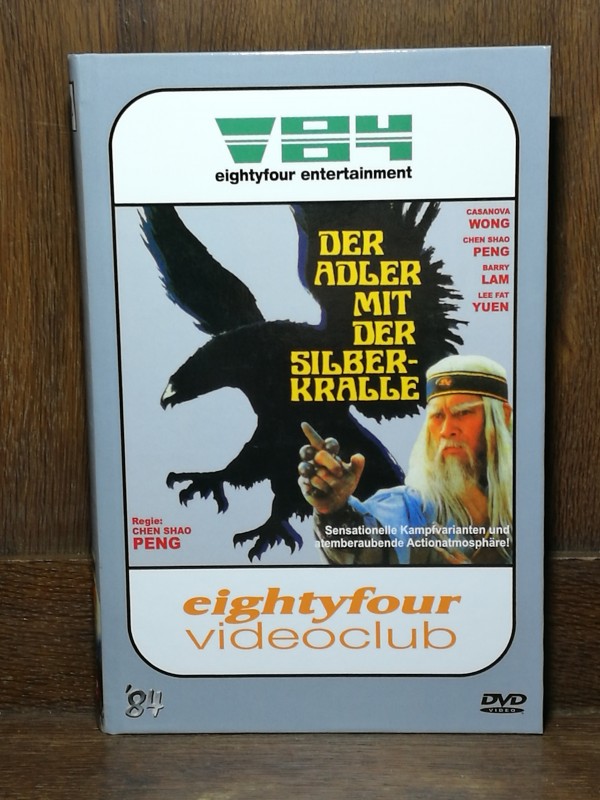 V84
eightyfour entertainment
CASANOVA
WONG
CHEN SHAO
PENG
BARRY
LAM
LEE FAT
YUEN
DER
ADLER
MIT
DER
SILBER-
KRALLE
Regie:
CHEN SHAO
PENG
Sensationelle Kampfvarianten und
atemberaubende Actionatmosphäre!
eightyfour
videoclub
'84
DVD
VIDEO